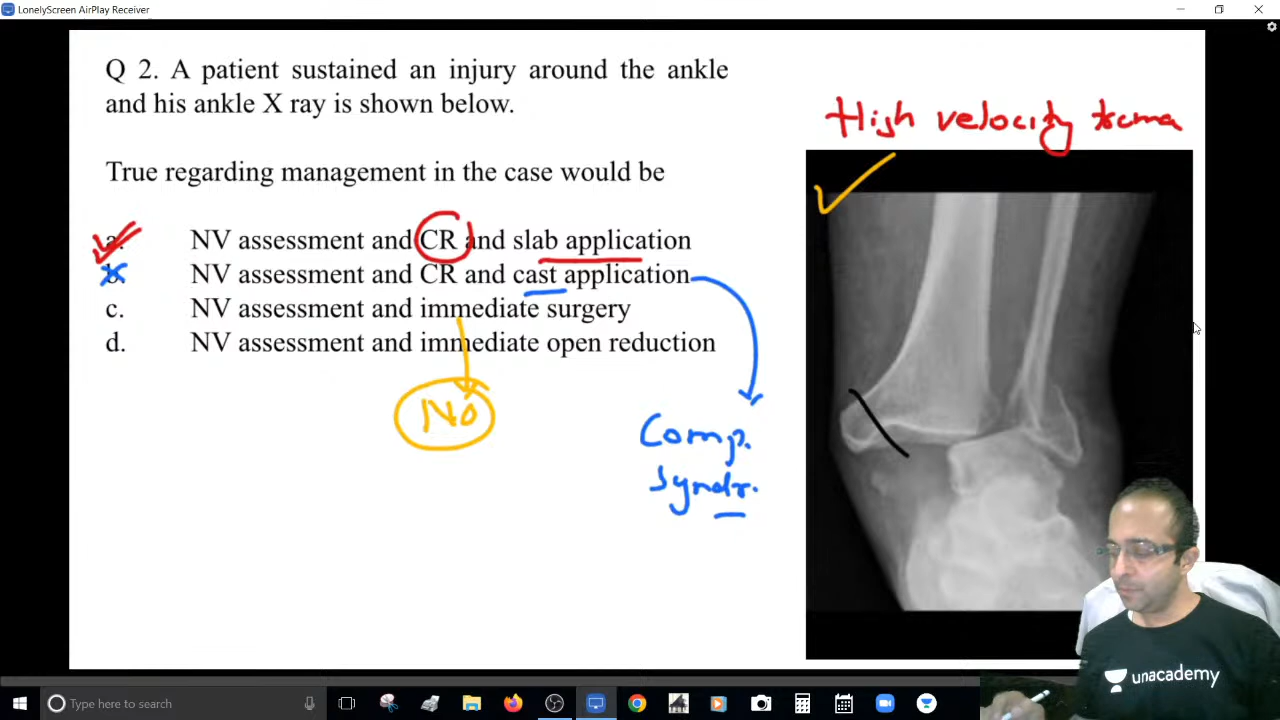 LonelyScreen AirPlay Receiver
Q 2. A patient sustained an injury around the ankle
and his ankle X ray is shown below.
True regarding management in the case would be
a. NV assessment and CR and slab application
b. NV assessment and CR and cast application
c. NV assessment and immediate surgery
d. NV assessment and immediate open reduction
No
Comp.
Syndr.
High velocity
unacademy
Type here to search